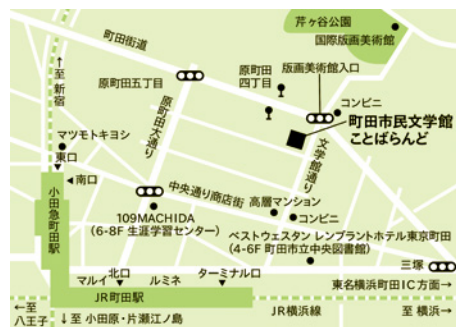 芹ヶ谷公園
国際版画美術館
町田街道
↑至新宿
原町田五丁目
原町田
四丁目
版画美術館入口
コンビニ
町田市民文学館
ことばらんど
原町田大通り
文学館通り
マツモトキヨシ
東口
南口
小田急町田駅
中央通り商店街
高層マンション
コンビニ
109MACHIDA
(6-8F 生涯学習センター)
ベストウェスタン レンブラントホテル東京町田
(4-6F 町田市立中央図書館)
三塚
マルイ
北口
ルミネ
ターミナル口
東名横浜町田IC方面→
JR町田駅
←至
八王子
↓至 小田原・片瀬江ノ島
JR横浜線
至 横浜→